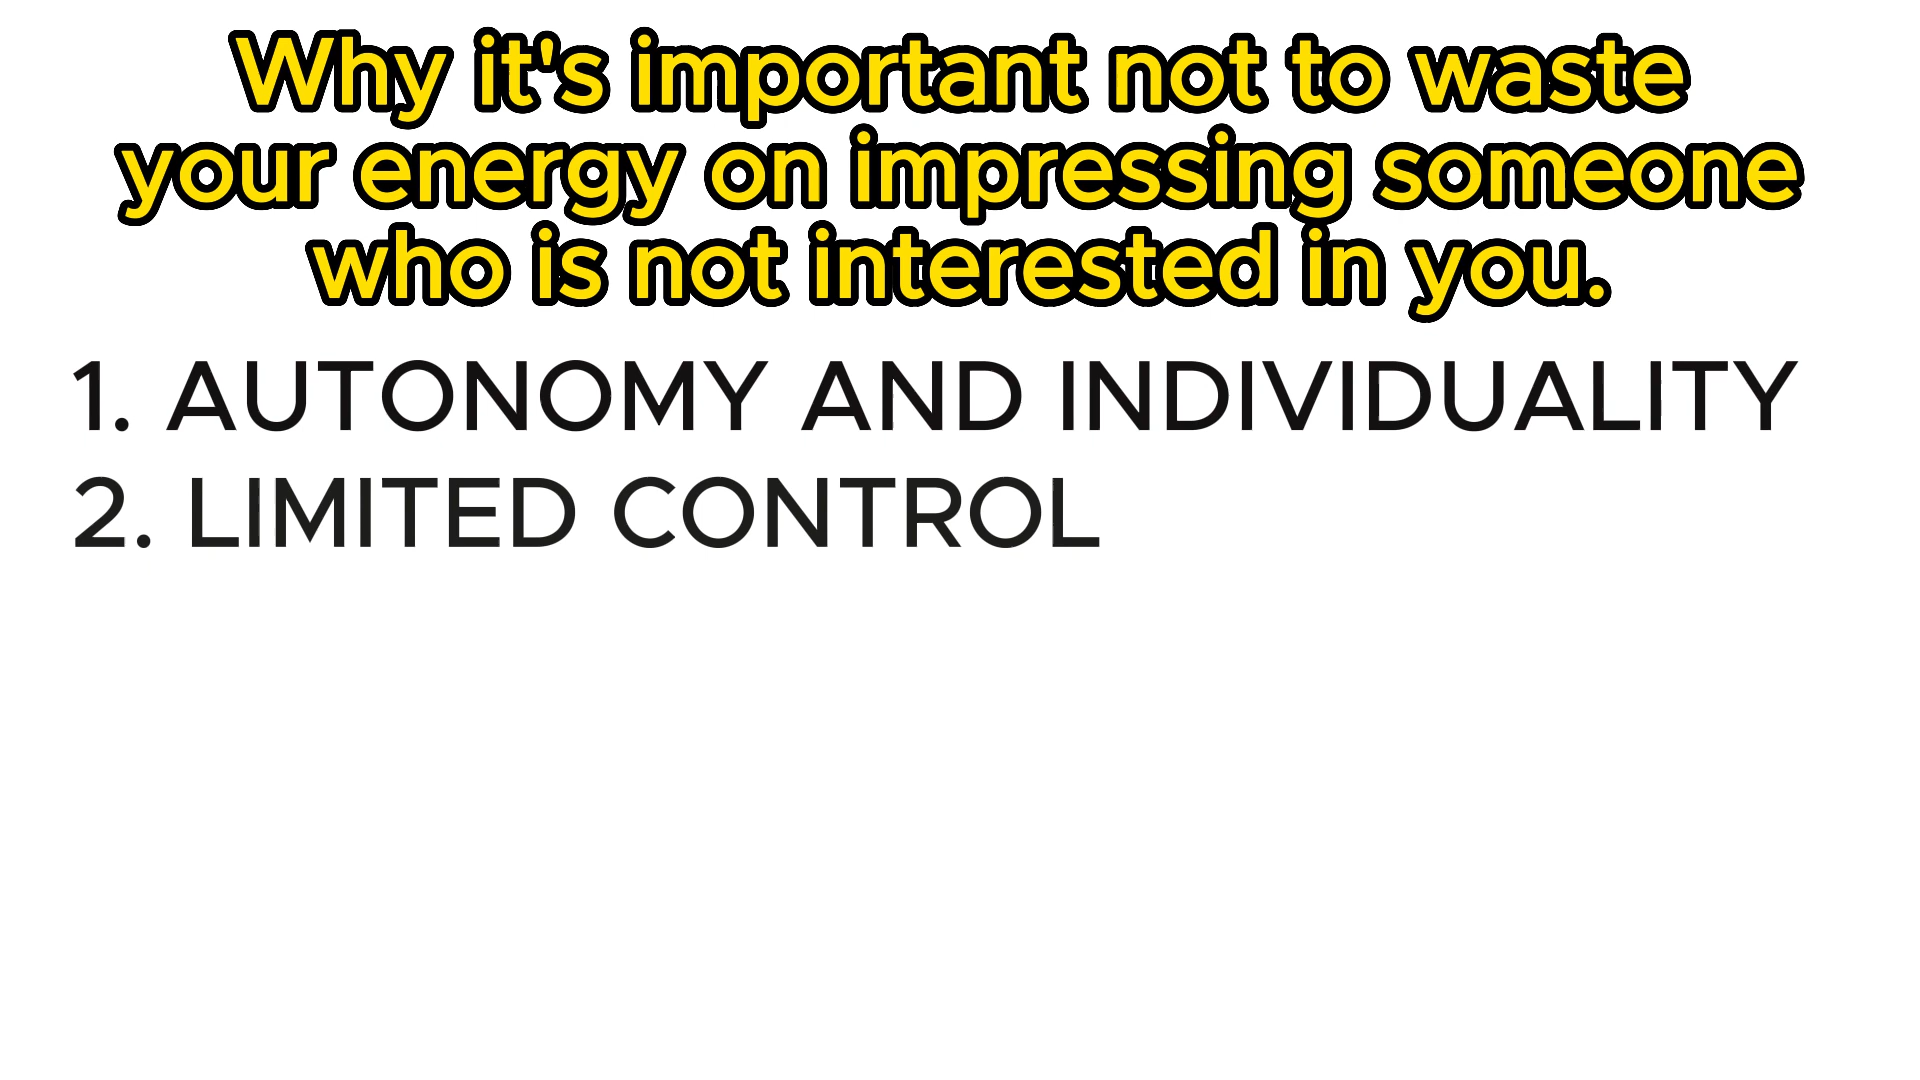 Why it's important not to waste
your energy on impressing someone
who is not interested in you.
1. AUTONOMY AND INDIVIDUALITY
2. LIMITED CONTROL